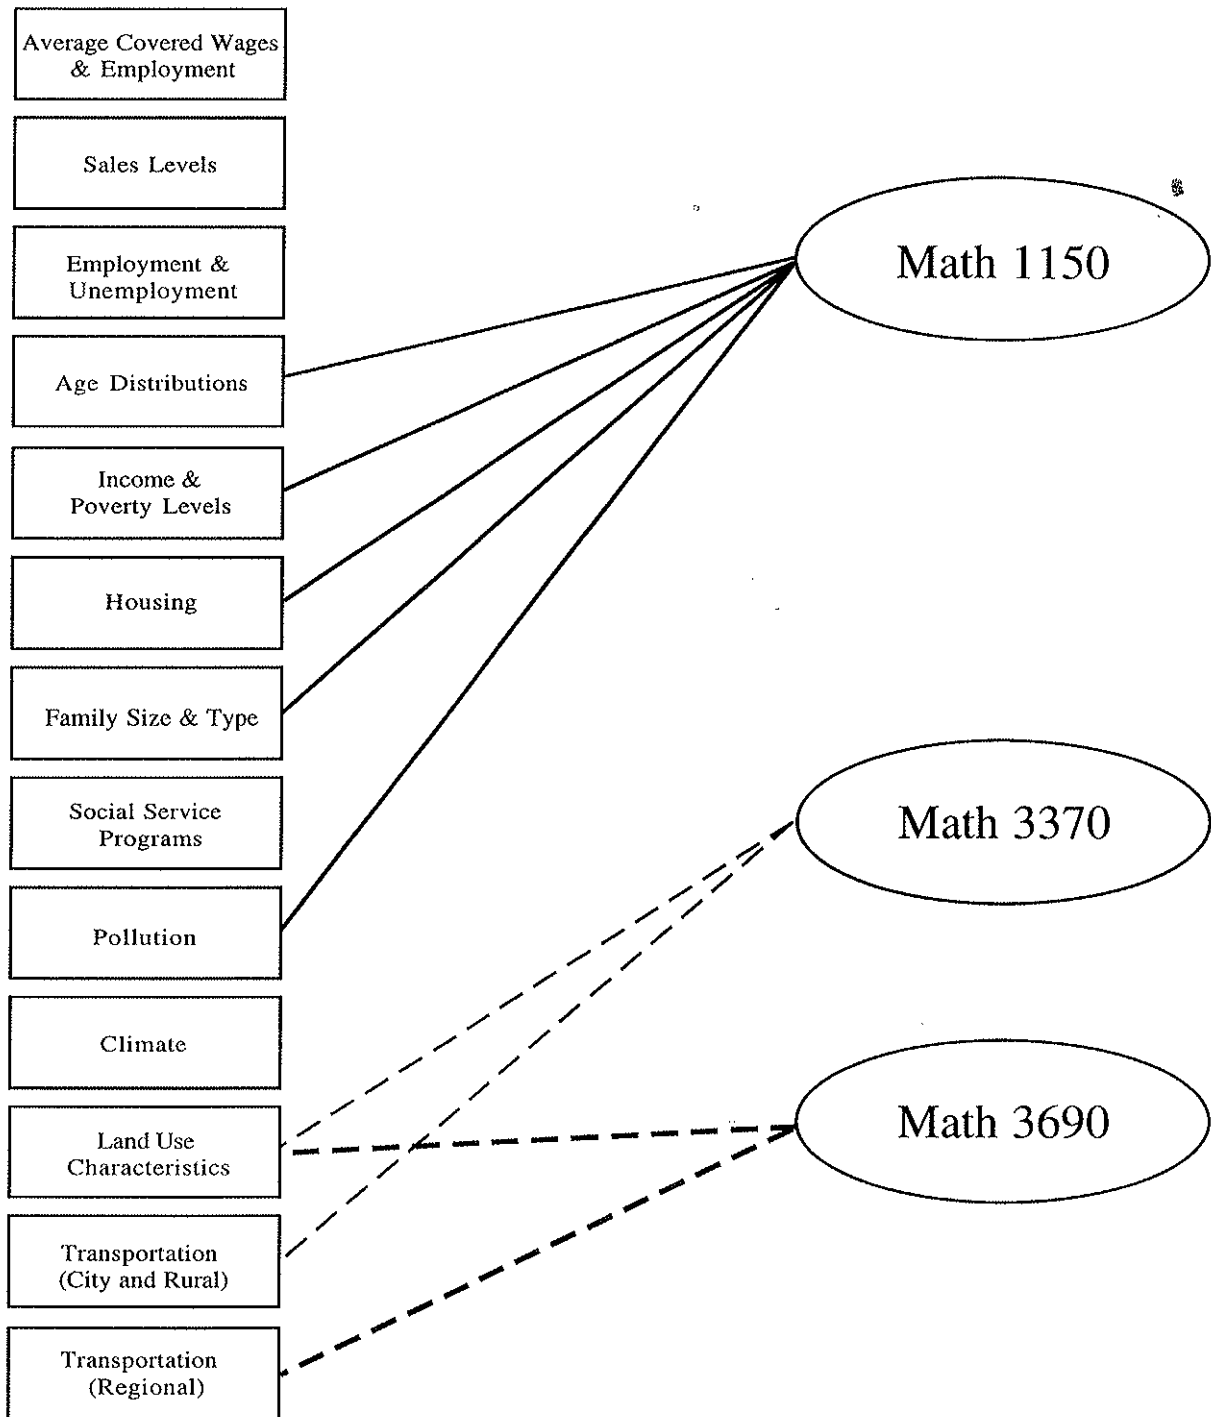 Average Covered Wages
& Employment
Sales Levels
Employment &
Unemployment
Age Distributions
Income &
Poverty Levels
Housing
Family Size & Type
Social Service
Programs
Pollution
Climate
Land Use
Characteristics
Transportation
(City and Rural)
Transportation
(Regional)
Math 1150
Math 3370
Math 3690